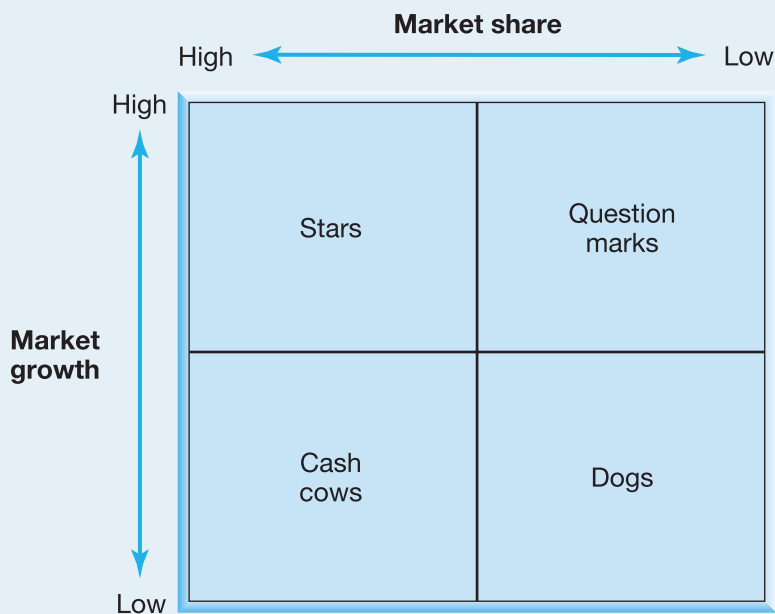 Market share
High
Low
High
Stars
Question
marks
Market
growth
Cash
cows
Dogs
Low